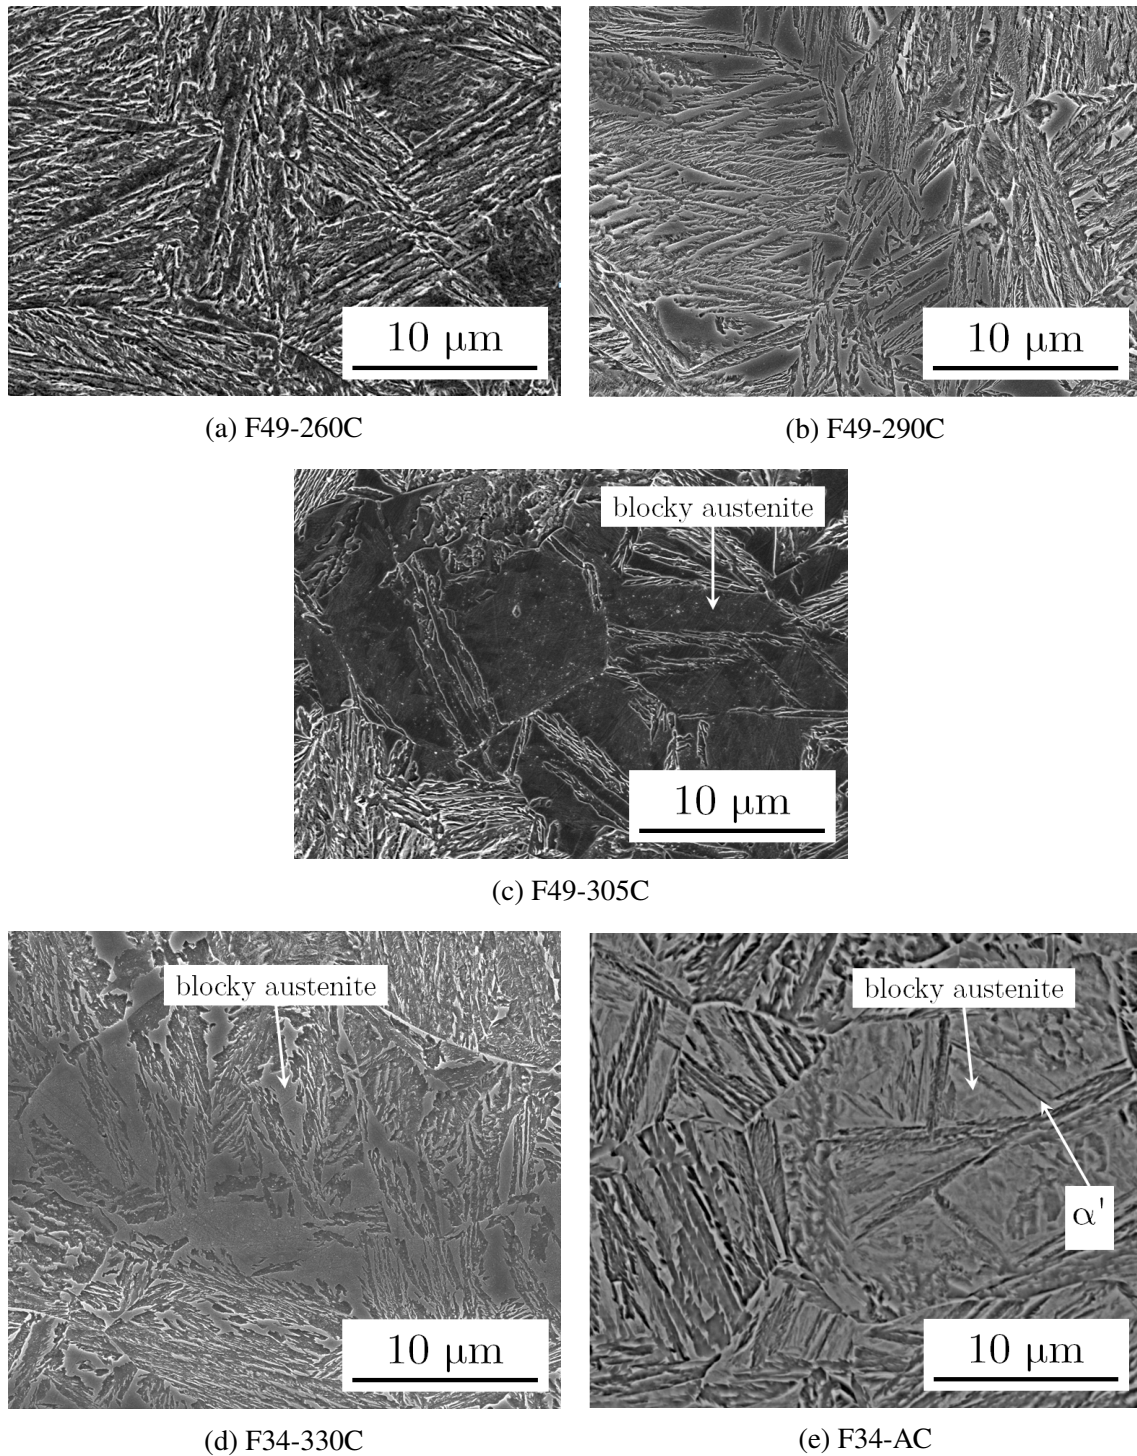 10 μm
10 μm
(a) F49-260C
(b) F49-290C
blocky austenite
10 μm
(c) F49-305C
blocky austenite
10 μm
blocky austenite
α'
10 μm
(d) F34-330C
(e) F34-AC